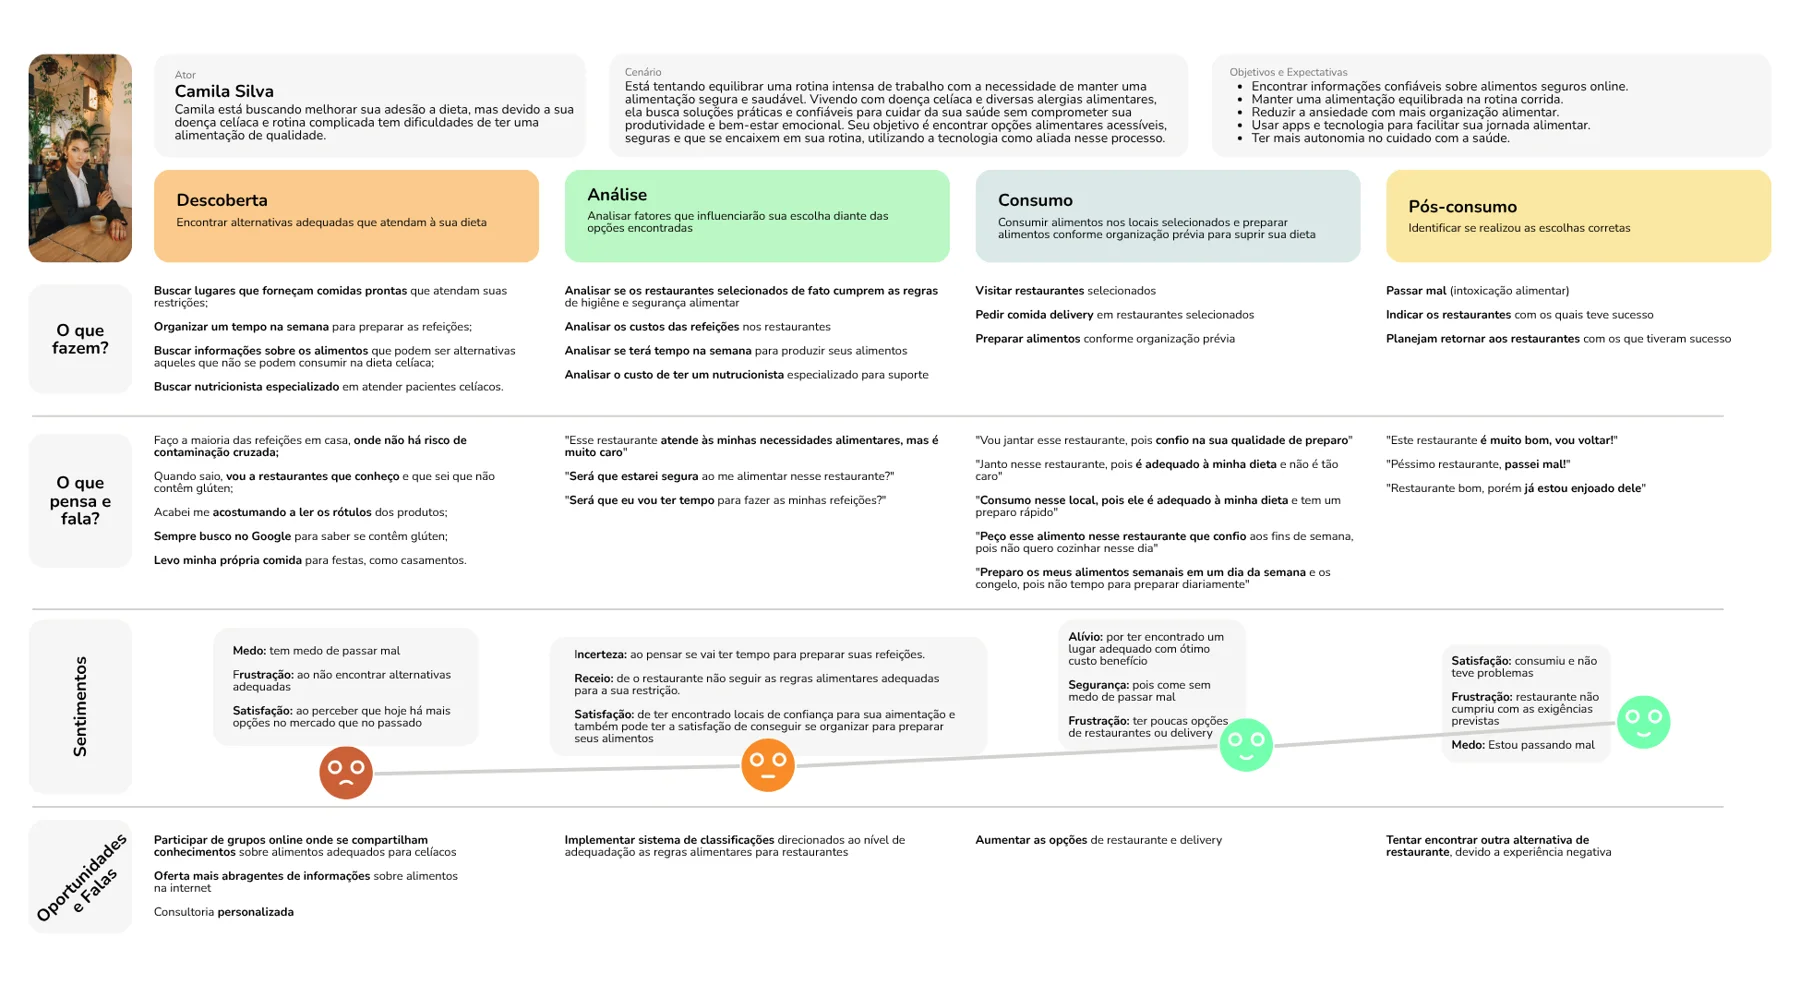 Ator
Camila Silva
Camila está buscando melhorar sua adesão a dieta, mas devido a sua
doença celíaca e rotina complicada tem dificuldades de ter uma
alimentação de qualidade.
Cenário
Está tentando equilibrar uma rotina intensa de trabalho com a necessidade de manter uma
alimentação segura e saudável. Vivendo com doença celíaca e diversas alergias alimentares,
ela busca soluções práticas e confiáveis para cuidar da sua saúde sem comprometer sua
produtividade e bem-estar emocional. Seu objetivo é encontrar opções alimentares acessíveis,
seguras e que se encaixem em sua rotina, utilizando a tecnologia como aliada nesse processo.
Objetivos e Expectativas
• Encontrar informações confiáveis sobre alimentos seguros online.
• Manter uma alimentação equilibrada na rotina corrida.
• Reduzir a ansiedade com mais organização alimentar.
• Usar apps e tecnologia para facilitar sua jornada alimentar.
• Ter mais autonomia no cuidado com a saúde.
Descoberta
Encontrar alternativas adequadas que atendam à sua dieta
Análise
Analisar fatores que influenciarão sua escolha diante das
opções encontradas
Consumo
Consumir alimentos nos locais selecionados e preparar
alimentos conforme organização prévia para suprir sua dieta
Pós-consumo
Identificar se realizou as escolhas corretas
O que
fazem?
Buscar lugares que forneçam comidas prontas que atendam suas
restrições;
Organizar um tempo na semana para preparar as refeições;
Buscar informações sobre os alimentos que podem ser alternativas
aqueles que não se podem consumir na dieta celíaca;
Buscar nutricionista especializado em atender pacientes celíacos.
Analisar se os restaurantes selecionados de fato cumprem as regras
de higiêne e segurança alimentar
Analisar os custos das refeições nos restaurantes
Analisar se terá tempo na semana para produzir seus alimentos
Analisar o custo de ter um nutrucionista especializado para suporte
Visitar restaurantes selecionados
Pedir comida delivery em restaurantes selecionados
Preparar alimentos conforme organização prévia
Passar mal (intoxicação alimentar)
Indicar os restaurantes com os quais teve sucesso
Planejam retornar aos restaurantes com os que tiveram sucesso
O que
pensa e
fala?
Faço a maioria das refeições em casa, onde não há risco de
contaminação cruzada;
Quando saio, vou a restaurantes que conheço e que sei que não
contêm glúten;
Acabei me acostumando a ler os rótulos dos produtos;
Sempre busco no Google para saber se contêm glúten;
Levo minha própria comida para festas, como casamentos.
"Esse restaurante atende às minhas necessidades alimentares, mas é
muito caro"
"Será que estarei segura ao me alimentar nesse restaurante?"
"Será que eu vou ter tempo para fazer as minhas refeições?"
"Vou jantar esse restaurante, pois confio na sua qualidade de preparo"
"Janto nesse restaurante, pois é adequado à minha dieta e não é tão
caro"
"Consumo nesse local, pois ele é adequado à minha dieta e tem um
preparo rápido"
"Peço esse alimento nesse restaurante que confio aos fins de semana,
pois não quero cozinhar nesse dia"
"Preparo os meus alimentos semanais em um dia da semana e os
congelo, pois não tempo para preparar diariamente"
"Este restaurante é muito bom, vou voltar!"
"Péssimo restaurante, passei mal!"
"Restaurante bom, porém já estou enjoado dele"
Sentimentos
Medo: tem medo de passar mal
Frustração: ao não encontrar alternativas
adequadas
Satisfação: ao perceber que hoje há mais
opções no mercado que no passado
Incerteza: ao pensar se vai ter tempo para preparar suas refeições.
Receio: de o restaurante não seguir as regras alimentares adequadas
para a sua restrição.
Satisfação: de ter encontrado locais de confiança para sua aimentação e
também pode ter a satisfação de conseguir se organizar para preparar
seus alimentos
Alívio: por ter encontrado um
lugar adequado com ótimo
custo benefício
Segurança: pois come sem
medo de passar mal
Frustração: ter poucas opções
de restaurantes ou delivery
Satisfação: consumiu e não
teve problemas
Frustração: restaurante não
cumpriu com as exigências
previstas
Medo: Estou passando mal
Oportunidades
e Falas
Participar de grupos online onde se compartilham
conhecimentos sobre alimentos adequados para celíacos
Oferta mais abragentes de informações sobre alimentos
na internet
Consultoria personalizada
Implementar sistema de classificações direcionados ao nível de
adequadação as regras alimentares para restaurantes
Aumentar as opções de restaurante e delivery
Tentar encontrar outra alternativa de
restaurante, devido a experiência negativa